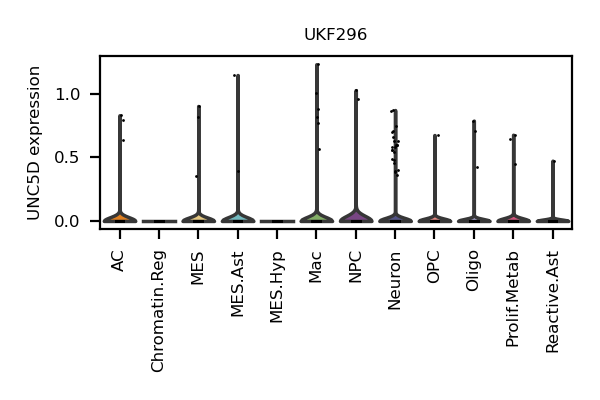 UKF296
UNC5D expression
1.0
0.5
0.0
AC
Chromatin.Reg
MES
MES.Ast
MES.Hyp
Mac
NPC
Neuron
OPC
Oligo
Prolif.Metab
Reactive.Ast